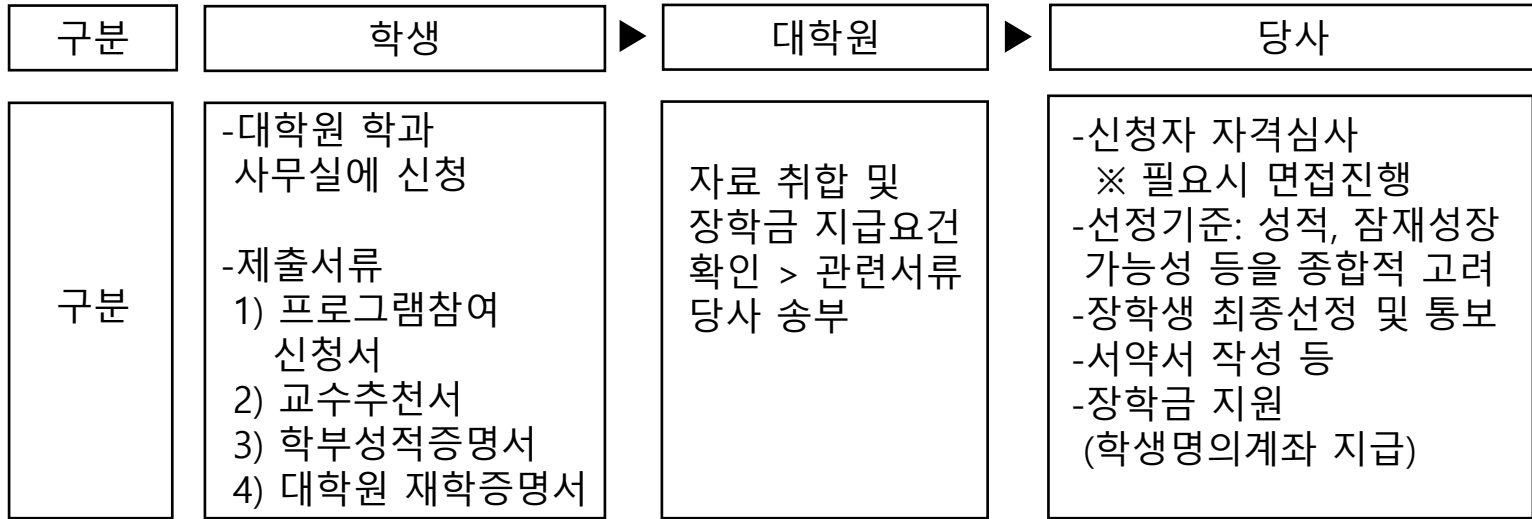 구분
학생
▶
대학원
▶
당사
구분
-대학원 학과
사무실에 신청
-제출서류
1) 프로그램참여
신청서
2) 교수추천서
3) 학부성적증명서
4) 대학원 재학증명서
자료 취합 및
장학금 지급요건
확인 > 관련서류
당사 송부
-신청자 자격심사
※ 필요시 면접진행
-선정기준: 성적, 잠재성장
가능성 등을 종합적 고려
-장학생 최종선정 및 통보
-서약서 작성 등
-장학금 지원
(학생명의계좌 지급)